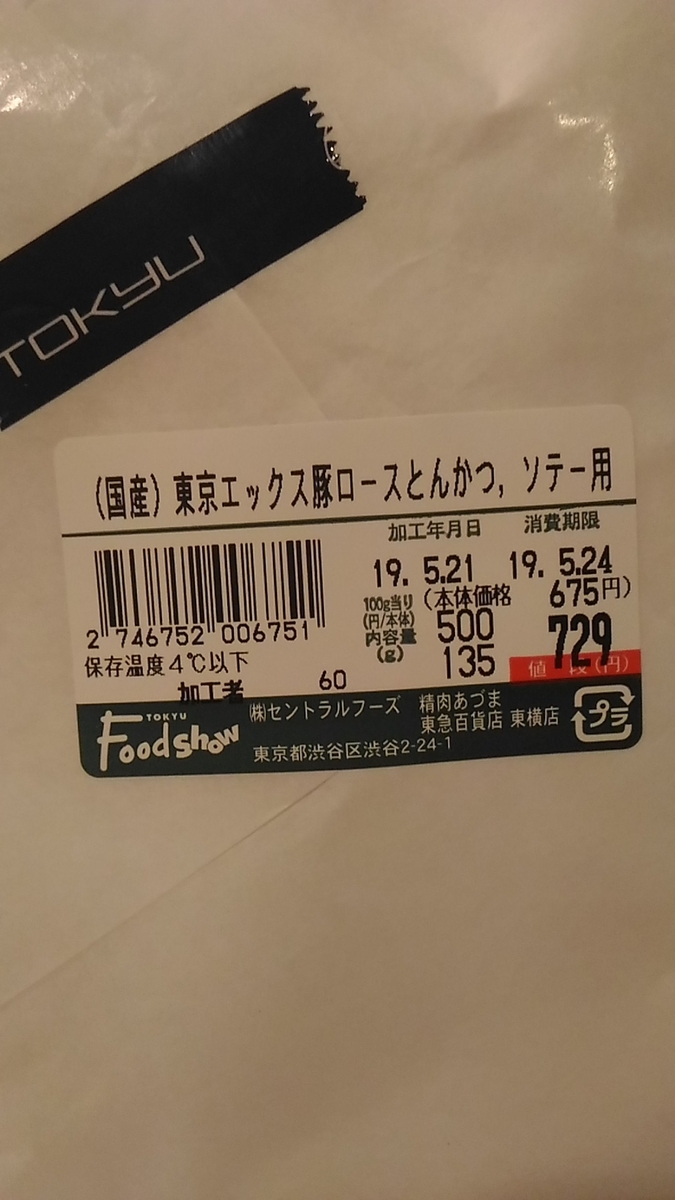 TOKYU
(国産)東京エックス豚ロースとんかつ, ソテー用
加工年月日 消費期限
19. 5.21 19. 5.24
100g当り (本体価格 675円)
(円/本体) 500 729
内容量 値 段(円)
(g) 135
2 746752 006751
保存温度4℃以下
加工者 60
TOKYU
Foodshow
㈱セントラルフーズ 精肉あづま
東急百貨店 東横店
東京都渋谷区渋谷2-24-1
プラ